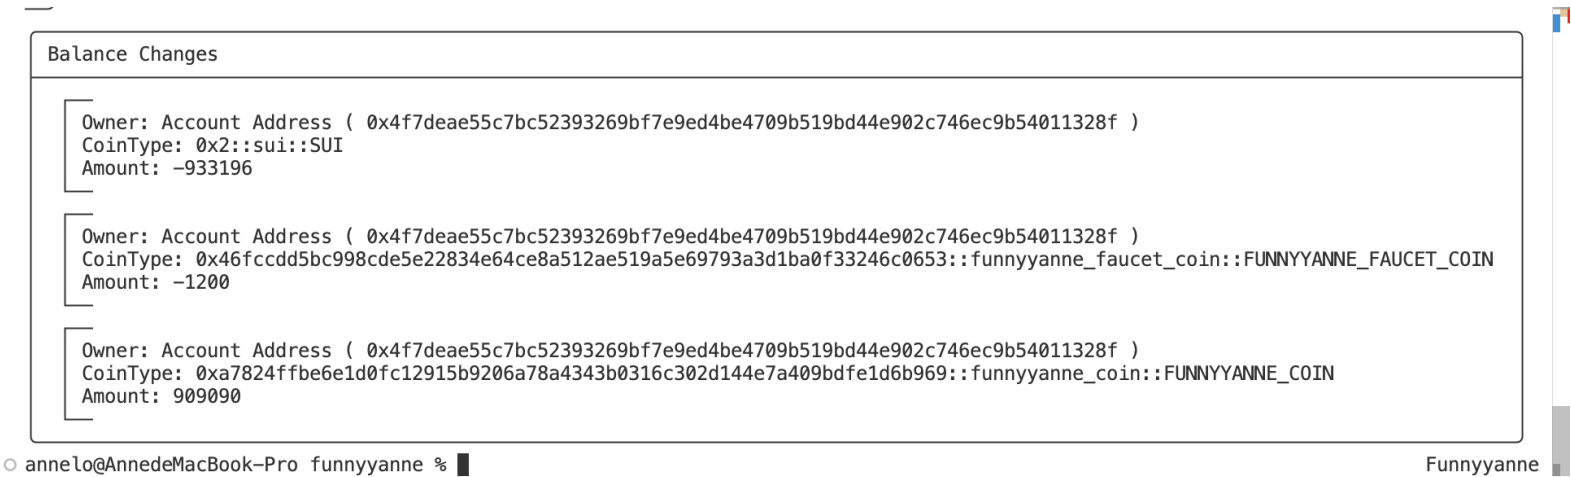 Balance Changes
Owner: Account Address ( 0x4f7deae55c7bc52393269bf7e9ed4be4709b519bd44e902c746ec9b54011328f )
CoinType: 0x2::sui::SUI
Amount: -933196
Owner: Account Address ( 0x4f7deae55c7bc52393269bf7e9ed4be4709b519bd44e902c746ec9b54011328f )
CoinType: 0x46fccdd5bc998cde5e22834e64ce8a512ae519a5e69793a3d1ba0f33246c0653::funnyyanne_faucet_coin::FUNNYYANNE_FAUCET_COIN
Amount: -1200
Owner: Account Address ( 0x4f7deae55c7bc52393269bf7e9ed4be4709b519bd44e902c746ec9b54011328f )
CoinType: 0xa7824ffbe6e1d0fc12915b9206a78a4343b0316c302d144e7a409bdfe1d6b969::funnyyanne_coin::FUNNYYANNE_COIN
Amount: 909090
annelo@AnnedeMacBook-Pro funnyyanne % Funnyyanne